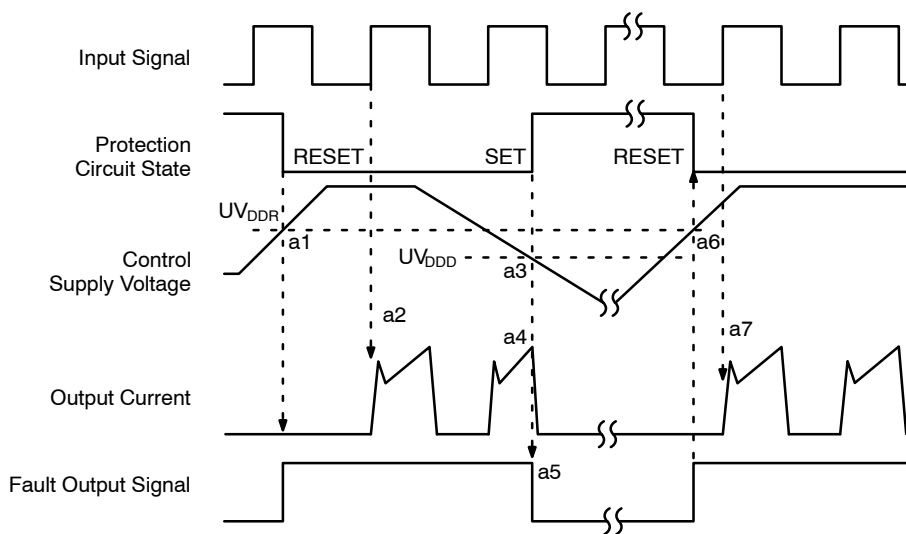 Input Signal
Protection
Circuit State
RESET
SET
RESET
UVDDR
a1
a6
Control
Supply Voltage
UVDDD
a3
a2
a4
a7
Output Current
a5
Fault Output Signal